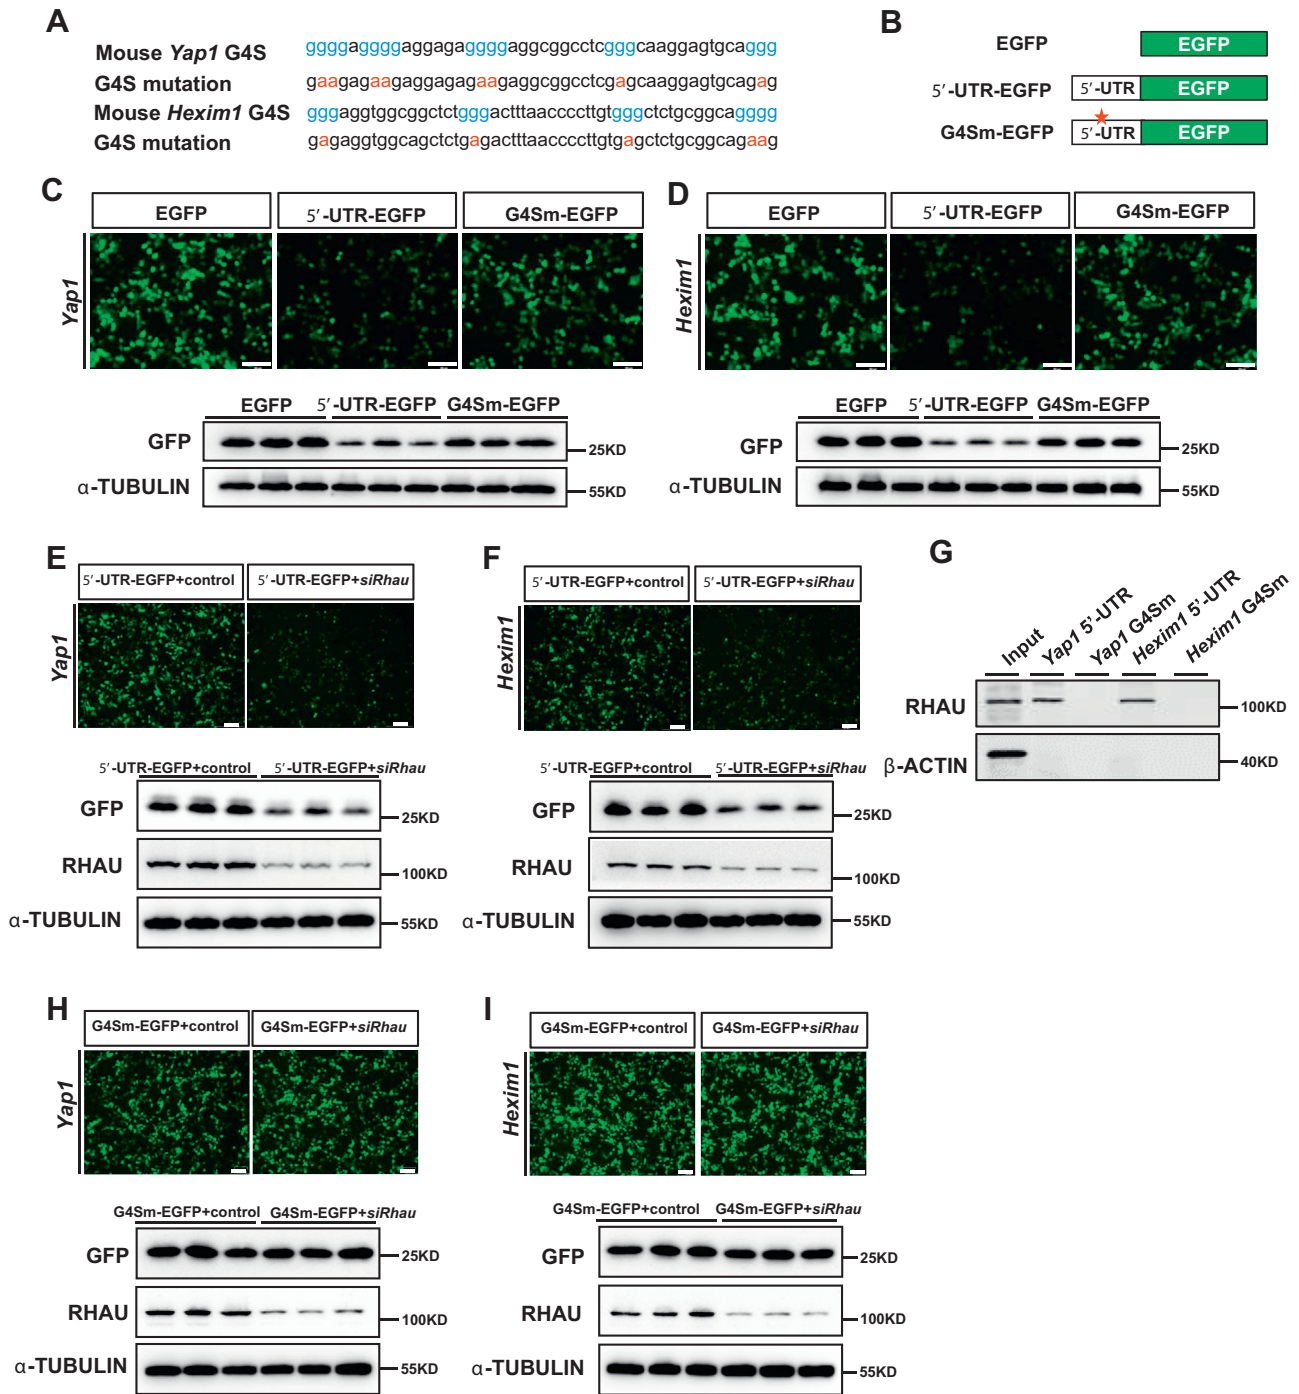 A
Mouse Yap1 G4S ggggaggggaggagaggggaggcggcctcgggcaaggagtgcaggg
G4S mutation gaagagaagaggagagaagaggcggcctcgagcaaggagtgcagag
Mouse Hexim1 G4S gggaggtggcggctctgggactttaaccccttgtgggctctgcggcagggg
G4S mutation gagaggtggcagctctgagactttaaccccttgtgagctctgcggcagaag
B
EGFP EGFP
5′-UTR-EGFP 5′-UTR EGFP
G4Sm-EGFP 5′-UTR EGFP
C
EGFP 5′-UTR-EGFP G4Sm-EGFP
Yap1
EGFP 5′-UTR-EGFP G4Sm-EGFP
GFP 25KD
α-TUBULIN 55KD
D
EGFP 5′-UTR-EGFP G4Sm-EGFP
Hexim1
EGFP 5′-UTR-EGFP G4Sm-EGFP
GFP 25KD
α-TUBULIN 55KD
E
5′-UTR-EGFP+control 5′-UTR-EGFP+siRhau
Yap1
5′-UTR-EGFP+control 5′-UTR-EGFP+siRhau
GFP 25KD
RHAU 100KD
α-TUBULIN 55KD
F
5′-UTR-EGFP+control 5′-UTR-EGFP+siRhau
Hexim1
5′-UTR-EGFP+control 5′-UTR-EGFP+siRhau
GFP 25KD
RHAU 100KD
α-TUBULIN 55KD
G
Input Yap1 5'-UTR Yap1 G4Sm Hexim1 5'-UTR Hexim1 G4Sm
RHAU 100KD
β-ACTIN 40KD
H
G4Sm-EGFP+control G4Sm-EGFP+siRhau
Yap1
G4Sm-EGFP+control G4Sm-EGFP+siRhau
GFP 25KD
RHAU 100KD
α-TUBULIN 55KD
I
G4Sm-EGFP+control G4Sm-EGFP+siRhau
Hexim1
G4Sm-EGFP+control G4Sm-EGFP+siRhau
GFP 25KD
RHAU 100KD
α-TUBULIN 55KD